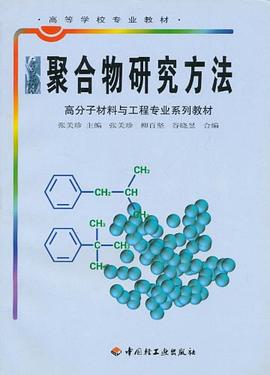 ·高等学校专业教材·
聚合物研究方法
高分子材料与工程专业系列教材
张美珍 主编 张美珍 柳百坚 谷晓昱 合编
CH₃
CH₂-CH
CH₃
CH₃
C-CH₃
CH₃
中国轻工业出版社